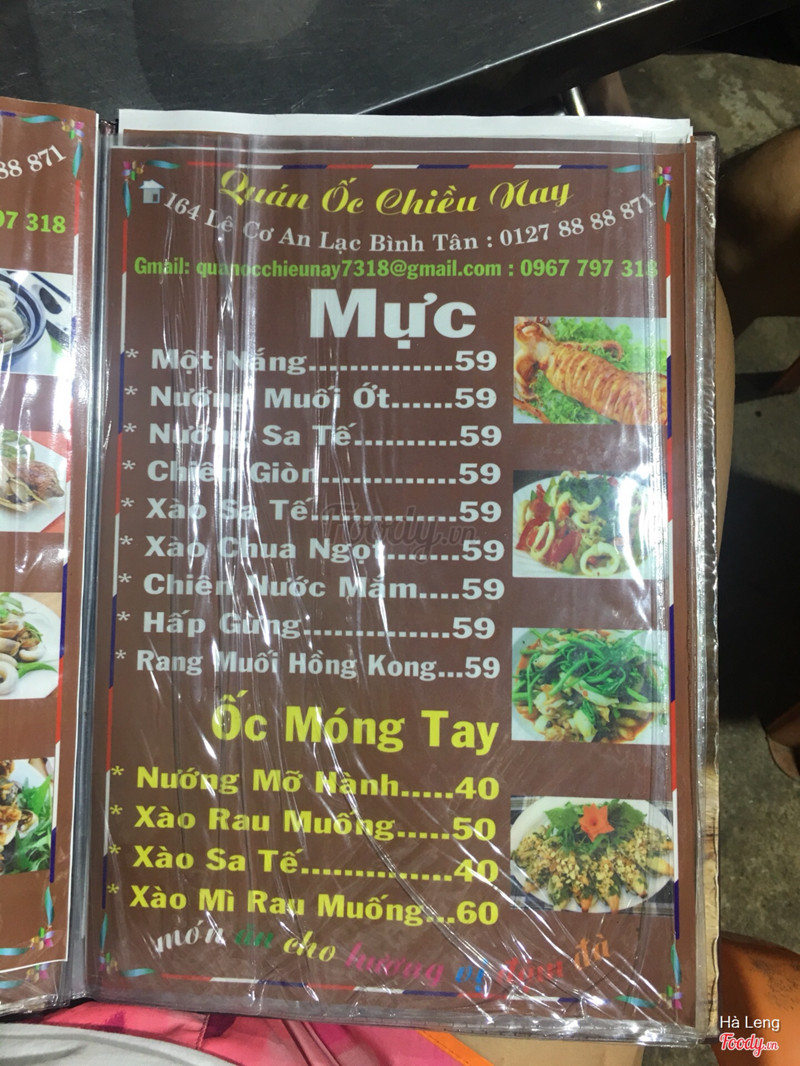 88 871
97 318
Quán Ốc Chiều Nay
164 Lê Cơ An Lạc Bình Tân : 0127 88 88 871
Gmail: quanocchieunay7318@gmail.com : 0967 797 318
Mực
* Một Nắng..............59
* Nướng Muối Ớt......59
* Nướng Sa Tế..........59
* Chiên Giòn..............59
* Xào Sa Tế...............59
* Xào Chua Ngọt.......59
* Chiên Nước Mắm....59
* Hấp Gừng...............59
* Rang Muối Hồng Kong...59
Ốc Móng Tay
* Nướng Mỡ Hành.....40
* Xào Rau Muống.....50
* Xào Sa Tế..............40
* Xào Mì Rau Muống...60
món ăn cho hương vị đậm đà
Foody.vn
Hà Leng
Foody.vn